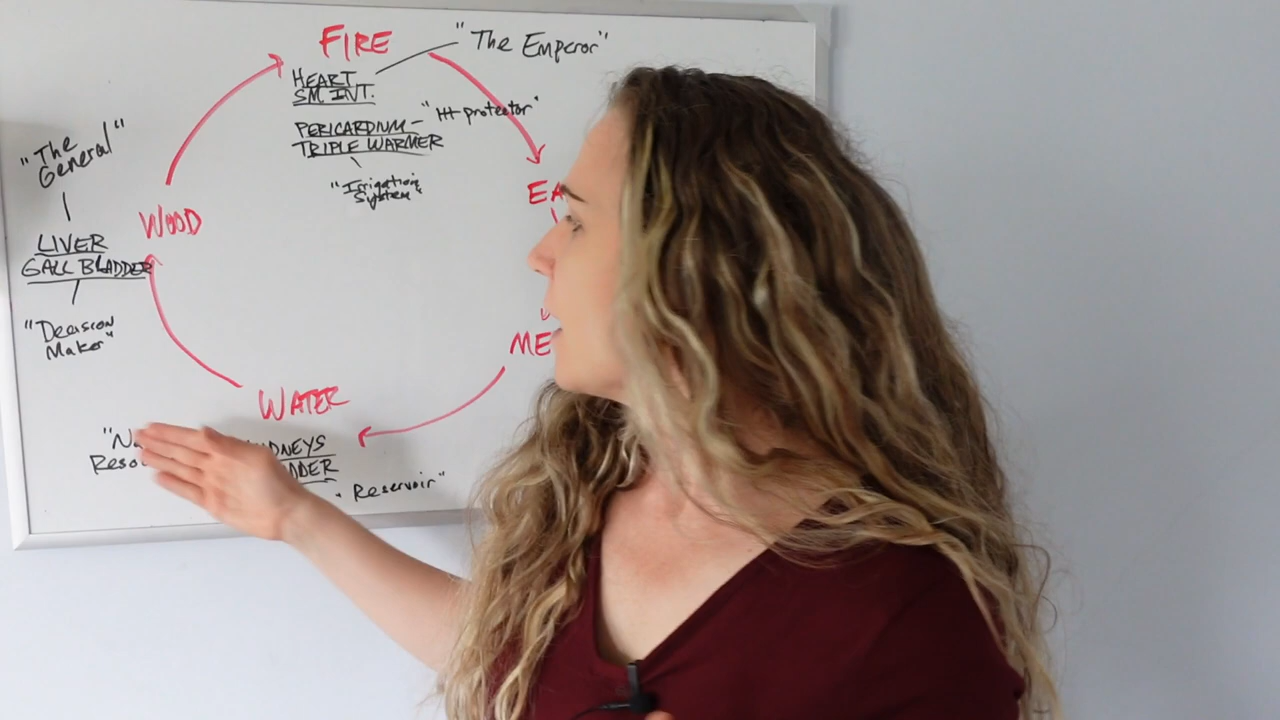 FIRE
"The Emperor"
HEART
SM. INT.
PERICARDIUM - "Ht protector"
TRIPLE WARMER
"Irrigation
System"
"The
General"
WOOD
LIVER
GALL BLADDER
"Decision
Maker"
WATER
"Reservoir"